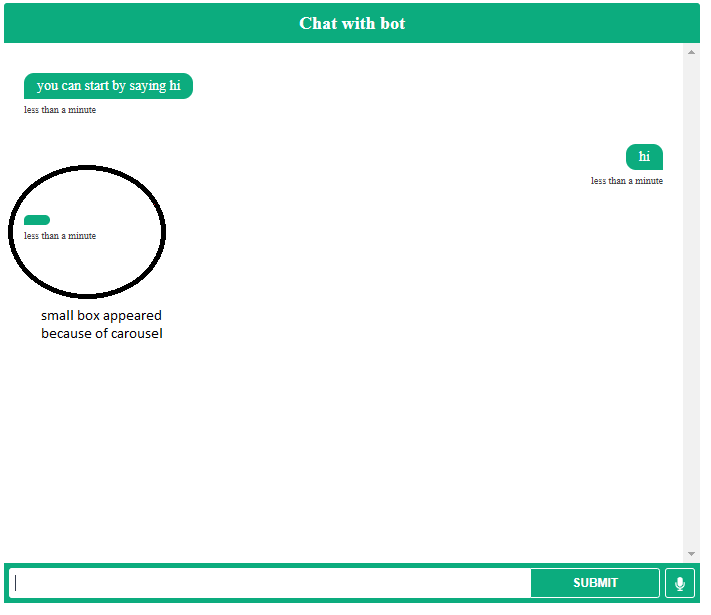 Chat with bot
you can start by saying hi
less than a minute
hi
less than a minute
less than a minute
small box appeared
because of carousel
SUBMIT